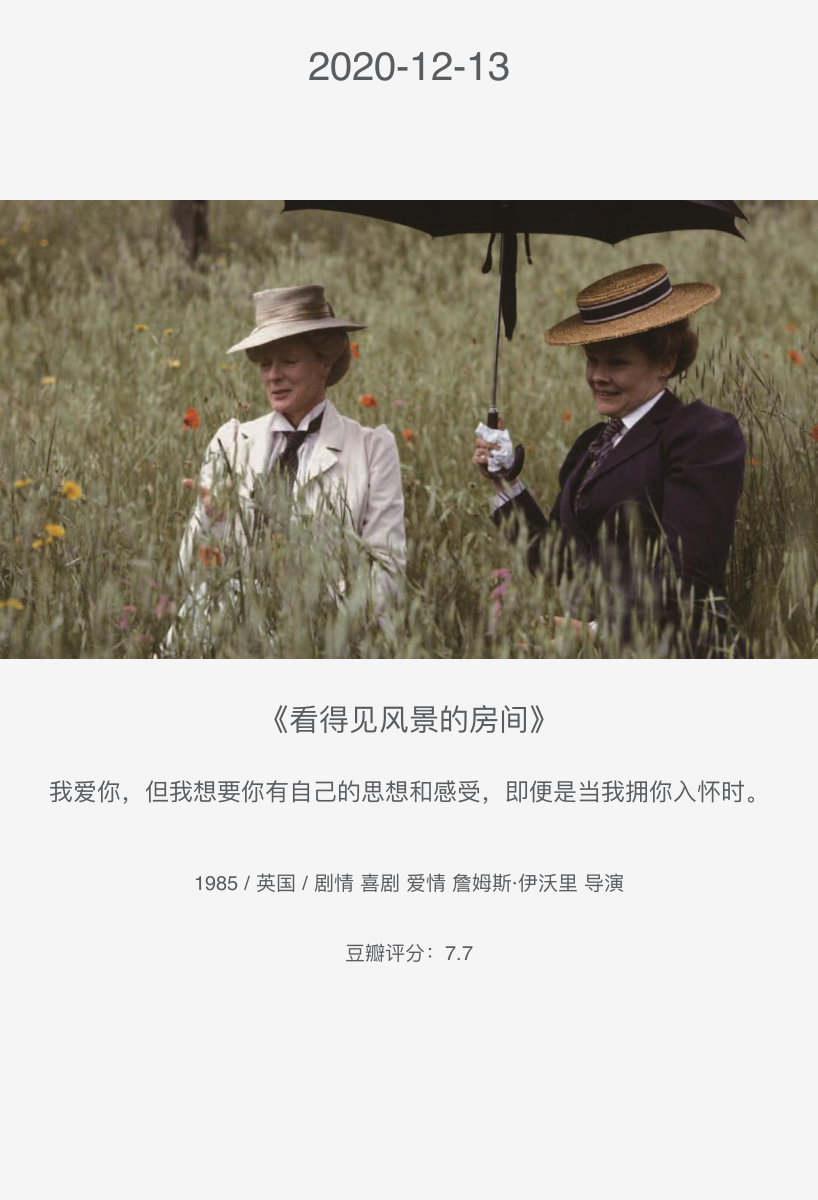 2020-12-13
《看得见风景的房间》
我爱你，但我想要你有自己的思想和感受，即便是当我拥你入怀时。
1985 / 英国 / 剧情 喜剧 爱情 詹姆斯·伊沃里 导演
豆瓣评分：7.7